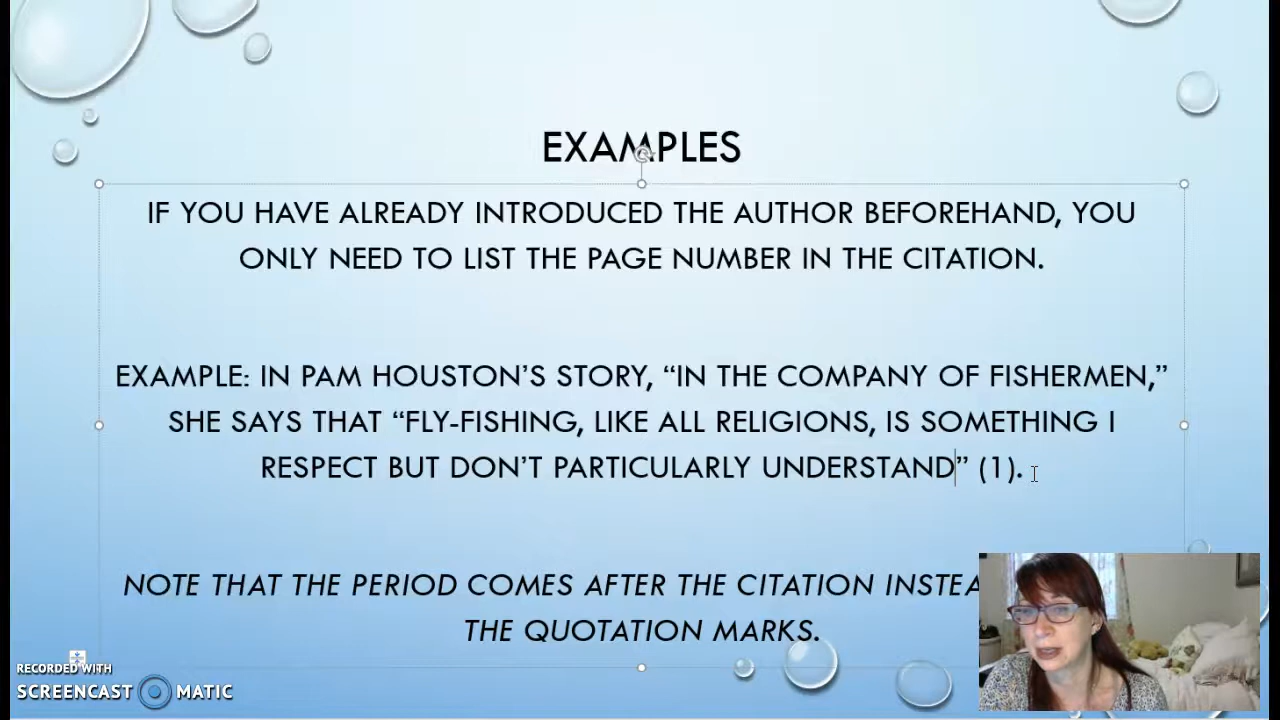 EXAMPLES
IF YOU HAVE ALREADY INTRODUCED THE AUTHOR BEFOREHAND, YOU
ONLY NEED TO LIST THE PAGE NUMBER IN THE CITATION.
EXAMPLE: IN PAM HOUSTON’S STORY, “IN THE COMPANY OF FISHERMEN,”
SHE SAYS THAT “FLY-FISHING, LIKE ALL RELIGIONS, IS SOMETHING I
RESPECT BUT DON’T PARTICULARLY UNDERSTAND” (1).
NOTE THAT THE PERIOD COMES AFTER THE CITATION
THE QUOTATION MARKS.
RECORDED WITH
SCREENCAST MATIC